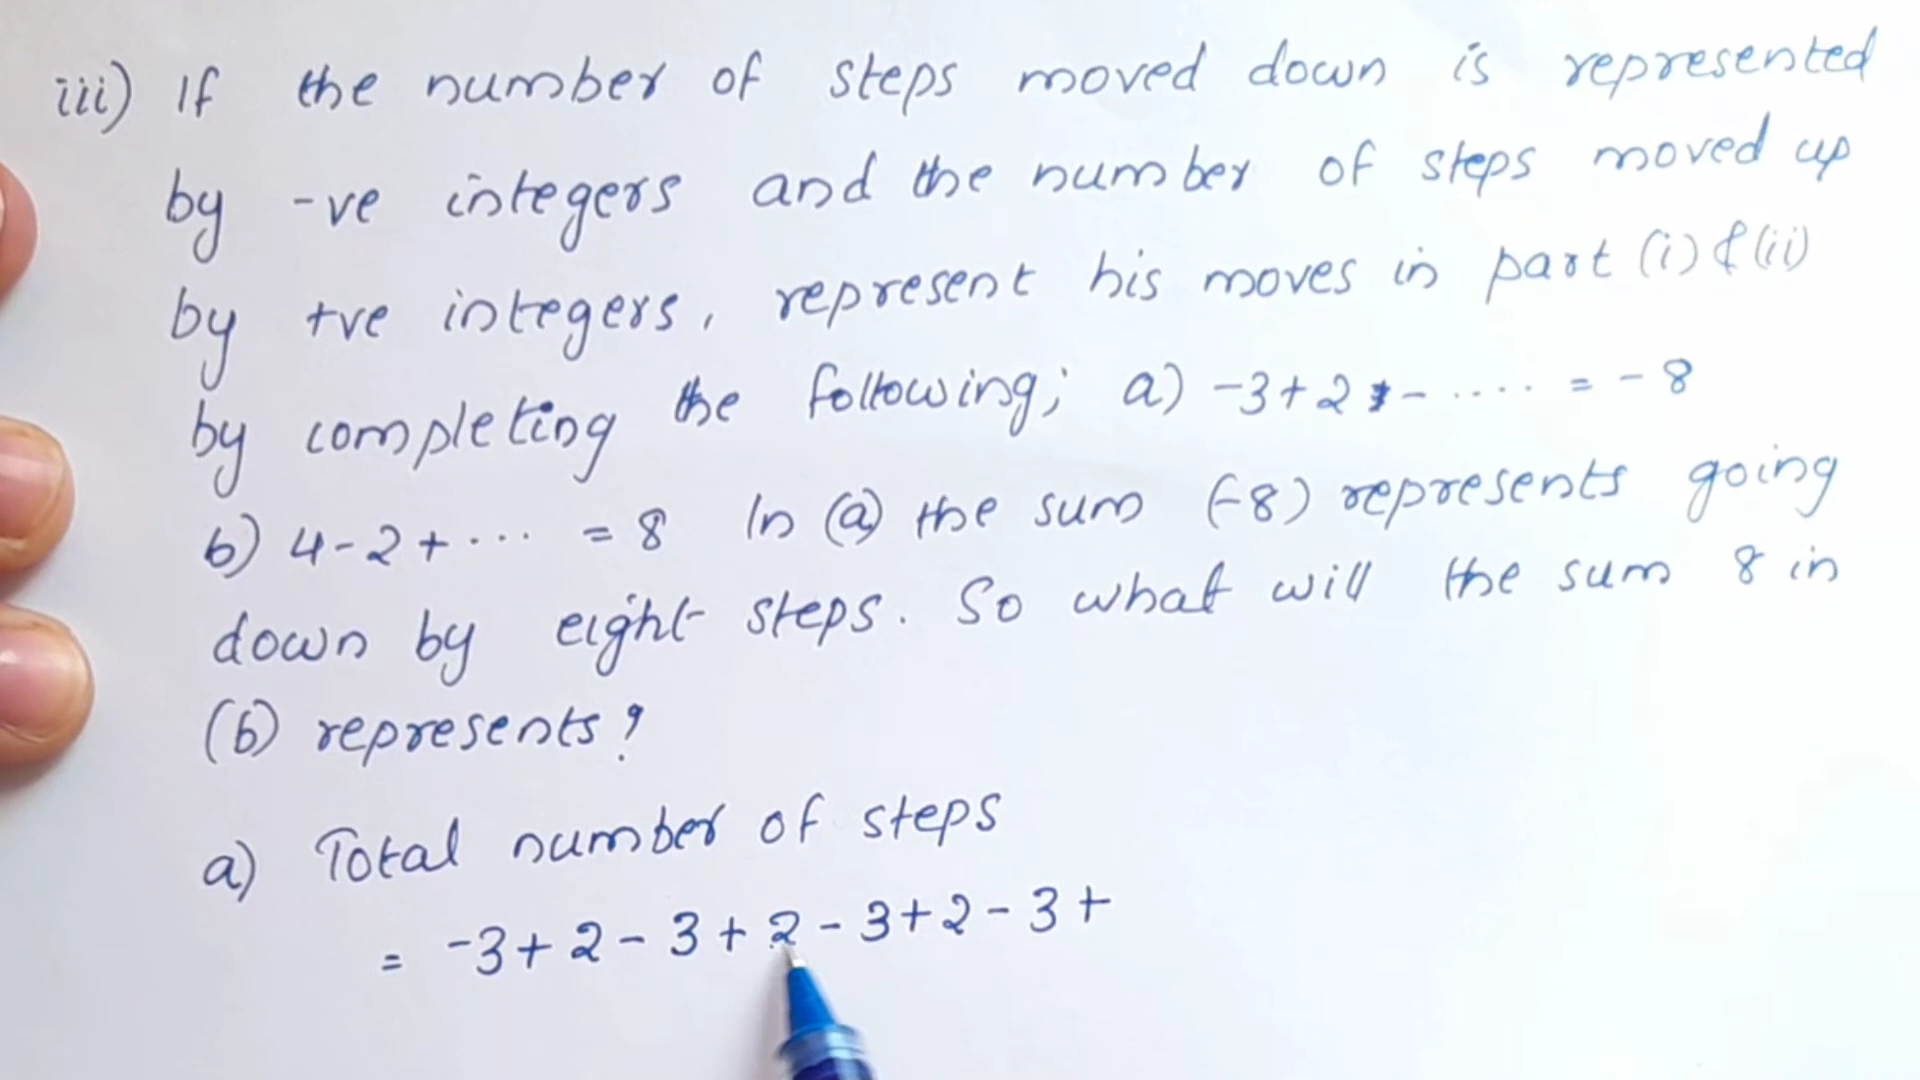 iii) If the number of steps moved down is represented
by -ve integers and the number of steps moved up
by +ve integers, represent his moves in part (i) & (ii)
by completing the following; a) -3+2 - ..... = -8
b) 4-2+... = 8 In (a) the sum (-8) represents going
down by eight steps. So what will the sum 8 in
(b) represents?
a) Total number of steps
= -3+2-3+2-3+2-3+